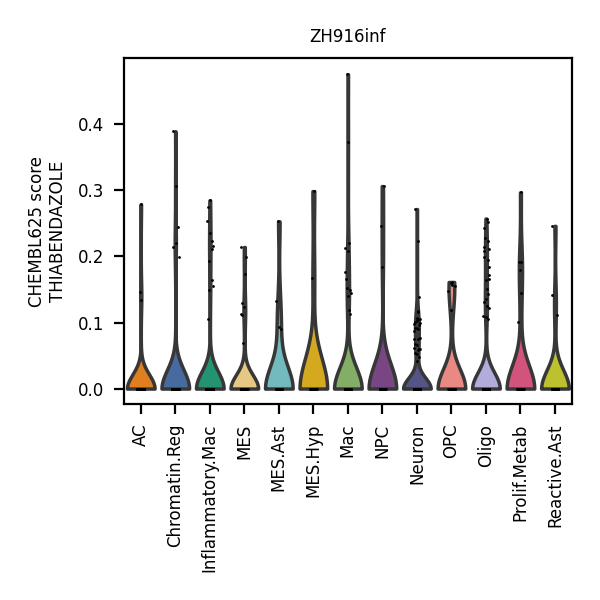 ZH916inf
CHEMBL625 score
THIABENDAZOLE
0.4
0.3
0.2
0.1
0.0
AC
Chromatin.Reg
Inflammatory.Mac
MES
MES.Ast
MES.Hyp
Mac
NPC
Neuron
OPC
Oligo
Prolif.Metab
Reactive.Ast